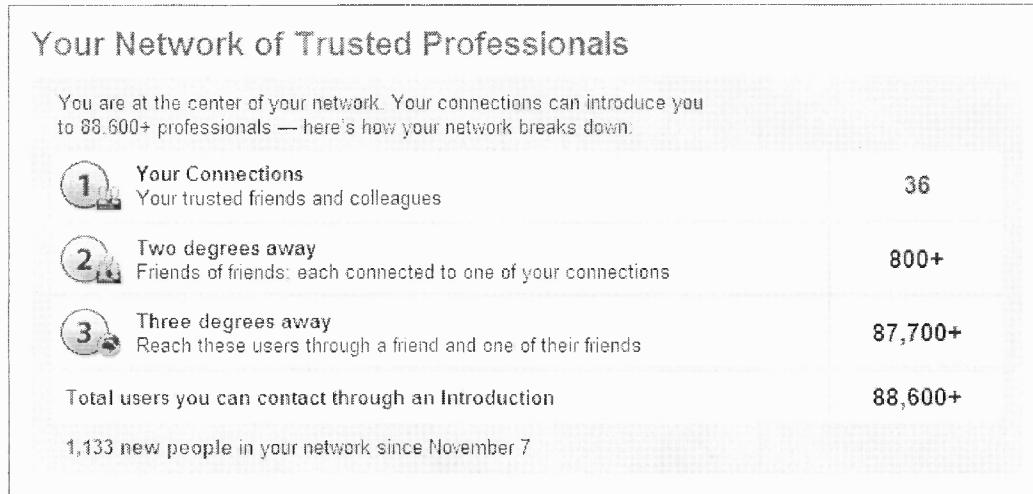 Your Network of Trusted Professionals
You are at the center of your network. Your connections can introduce you
to 88,600+ professionals — here's how your network breaks down:
1 Your Connections 36
Your trusted friends and colleagues
2 Two degrees away 800+
Friends of friends; each connected to one of your connections
3 Three degrees away 87,700+
Reach these users through a friend and one of their friends
Total users you can contact through an Introduction 88,600+
1,133 new people in your network since November 7